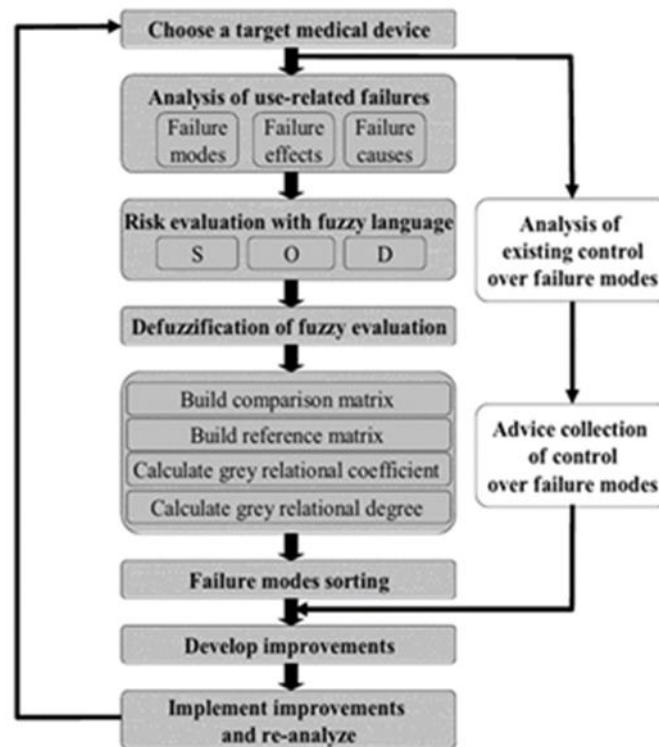 Choose a target medical device
Analysis of use-related failures
Failure
modes
Failure
effects
Failure
causes
Risk evaluation with fuzzy language
S
O
D
Defuzzification of fuzzy evaluation
Build comparison matrix
Build reference matrix
Calculate grey relational coefficient
Calculate grey relational degree
Failure modes sorting
Develop improvements
Implement improvements
and re-analyze
Analysis of
existing control
over failure modes
Advice collection
of control
over failure modes